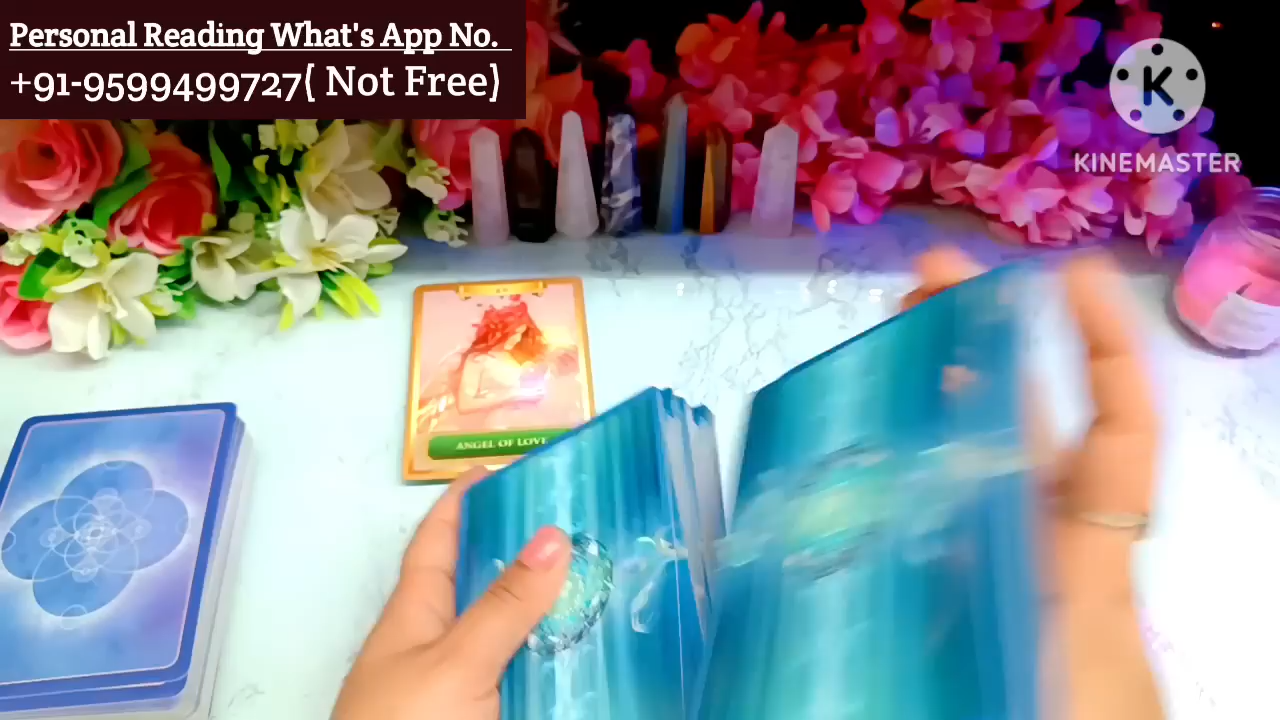 Personal Reading What's App No.
+91-9599499727( Not Free)
K
KINEMASTER
ANGEL OF LOVE